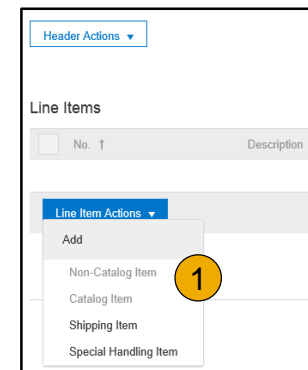 Header Actions ▼
Line Items
No. ↑ Description
Line Item Actions ▼
Add
Non-Catalog Item
Catalog Item
1
Shipping Item
Special Handling Item